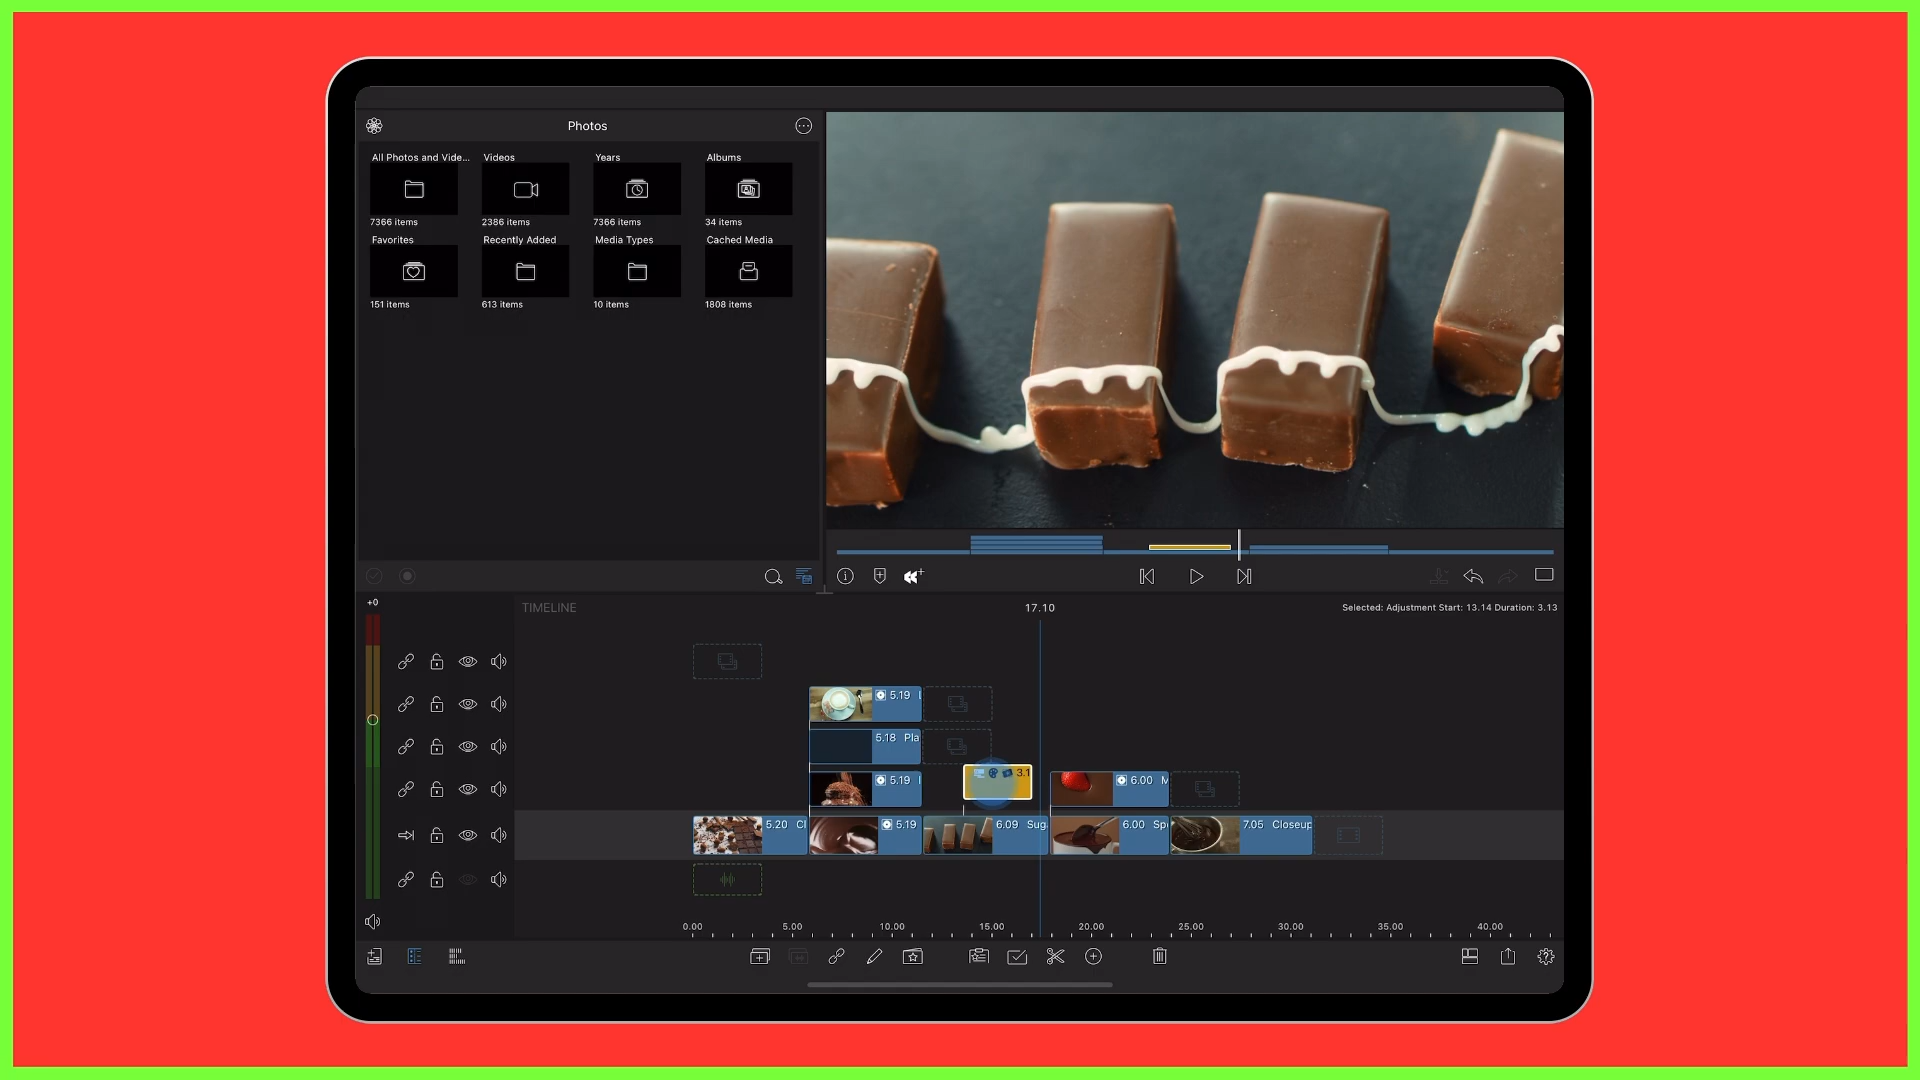 Photos
All Photos and Vide... Videos Years Albums
7366 items 2386 items 7366 items 34 items
Favorites Recently Added Media Types Cached Media
151 items 613 items 10 items 1808 items
+0
TIMELINE 17.10 Selected: Adjustment Start: 13.14 Duration: 3.13
5.19
5.18 Pla
3.1
5.19 6.00
5.20 5.19 6.09 Sug 6.00 Sp 7.05 Closeup
0.00 5.00 10.00 15.00 20.00 25.00 30.00 35.00 40.00